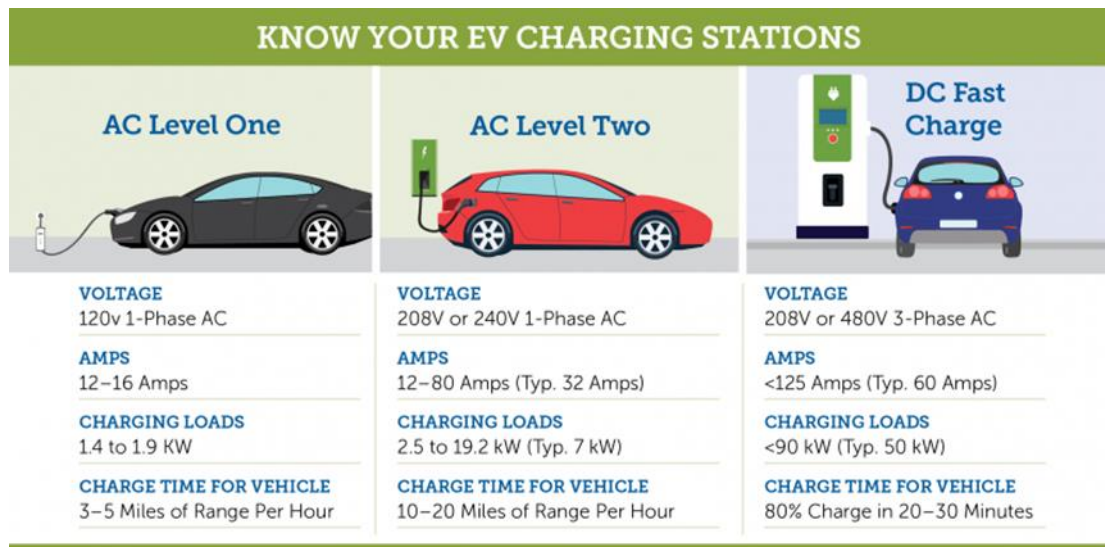 KNOW YOUR EV CHARGING STATIONS
AC Level One
VOLTAGE
120v 1-Phase AC
AMPS
12–16 Amps
CHARGING LOADS
1.4 to 1.9 KW
CHARGE TIME FOR VEHICLE
3–5 Miles of Range Per Hour
AC Level Two
VOLTAGE
208V or 240V 1-Phase AC
AMPS
12–80 Amps (Typ. 32 Amps)
CHARGING LOADS
2.5 to 19.2 kW (Typ. 7 kW)
CHARGE TIME FOR VEHICLE
10–20 Miles of Range Per Hour
DC Fast
Charge
VOLTAGE
208V or 480V 3-Phase AC
AMPS
<125 Amps (Typ. 60 Amps)
CHARGING LOADS
<90 kW (Typ. 50 kW)
CHARGE TIME FOR VEHICLE
80% Charge in 20–30 Minutes